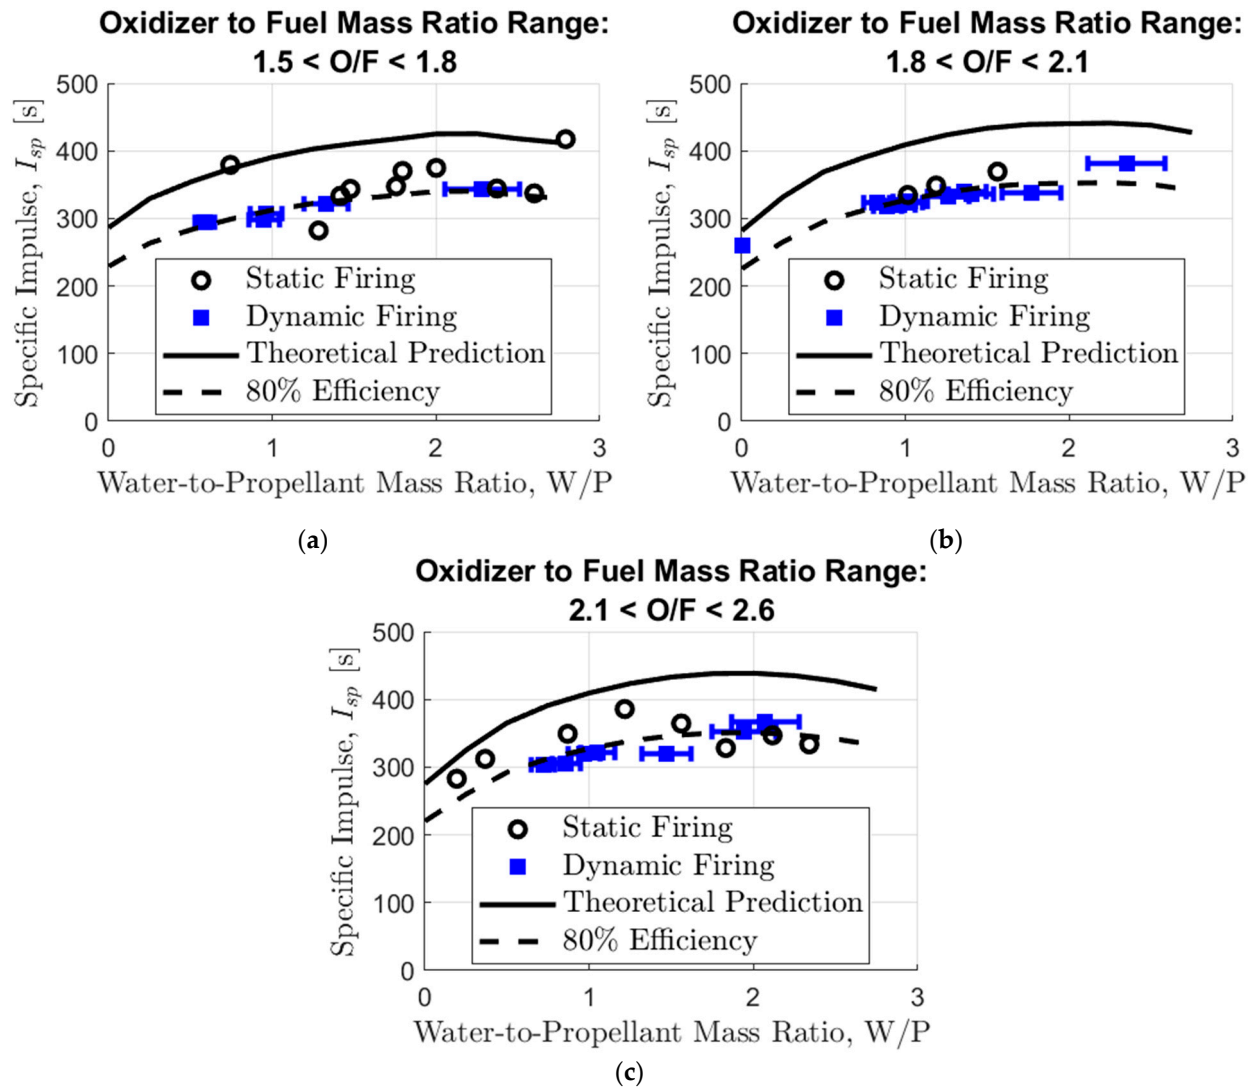 Oxidizer to Fuel Mass Ratio Range:
1.5 < O/F < 1.8
500
400
300
200
100
0
Specific Impulse, Isp [s]
Static Firing
Dynamic Firing
Theoretical Prediction
80% Efficiency
0 1 2 3
Water-to-Propellant Mass Ratio, W/P
(a)
Oxidizer to Fuel Mass Ratio Range:
1.8 < O/F < 2.1
500
400
300
200
100
0
Specific Impulse, Isp [s]
Static Firing
Dynamic Firing
Theoretical Prediction
80% Efficiency
0 1 2 3
Water-to-Propellant Mass Ratio, W/P
(b)
Oxidizer to Fuel Mass Ratio Range:
2.1 < O/F < 2.6
500
400
300
200
100
0
Specific Impulse, Isp [s]
Static Firing
Dynamic Firing
Theoretical Prediction
80% Efficiency
0 1 2 3
Water-to-Propellant Mass Ratio, W/P
(c)